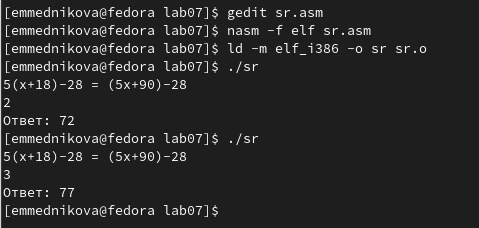 [emmednikova@fedora lab07]$ gedit sr.asm
[emmednikova@fedora lab07]$ nasm -f elf sr.asm
[emmednikova@fedora lab07]$ ld -m elf_i386 -o sr sr.o
[emmednikova@fedora lab07]$ ./sr
5(x+18)-28 = (5x+90)-28
2
Ответ: 72
[emmednikova@fedora lab07]$ ./sr
5(x+18)-28 = (5x+90)-28
3
Ответ: 77
[emmednikova@fedora lab07]$